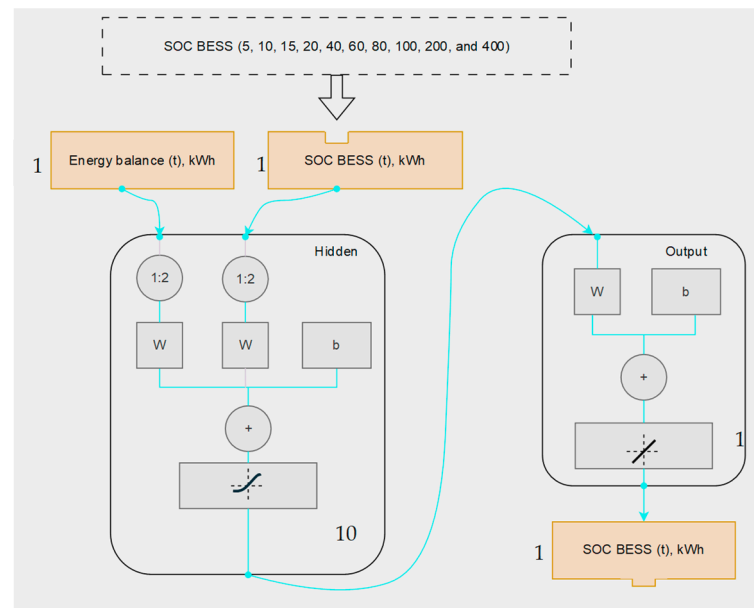 SOC BESS (5, 10, 15, 20, 40, 60, 80, 100, 200, and 400)
1
Energy balance (t), kWh
1
SOC BESS (t), kWh
Hidden
1:2
1:2
W
W
b
+
10
Output
W
b
+
1
1
SOC BESS (t), kWh